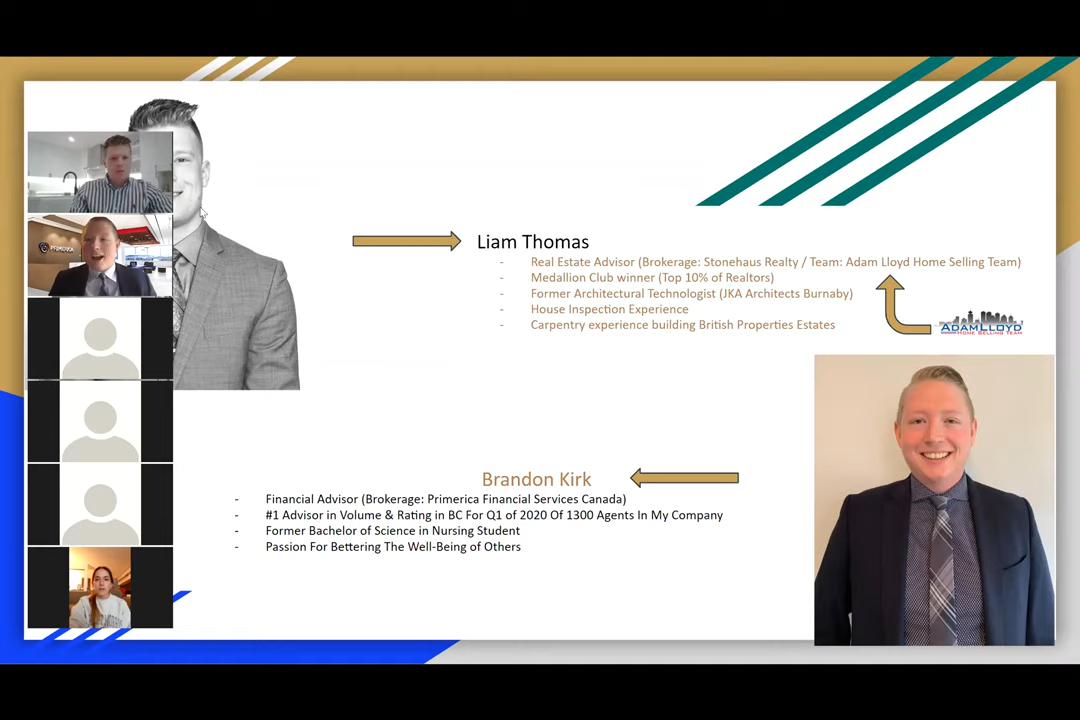 Liam Thomas
- Real Estate Advisor (Brokerage: Stonehaus Realty / Team: Adam Lloyd Home Selling Team)
- Medallion Club winner (Top 10% of Realtors)
- Former Architectural Technologist (JKA Architects Burnaby)
- House Inspection Experience
- Carpentry experience building British Properties Estates
ADAMLLOYD
HOME SELLING TEAM
PRIMERICA
Brandon Kirk
- Financial Advisor (Brokerage: Primerica Financial Services Canada)
- #1 Advisor in Volume & Rating in BC For Q1 of 2020 Of 1300 Agents In My Company
- Former Bachelor of Science in Nursing Student
- Passion For Bettering The Well-Being of Others